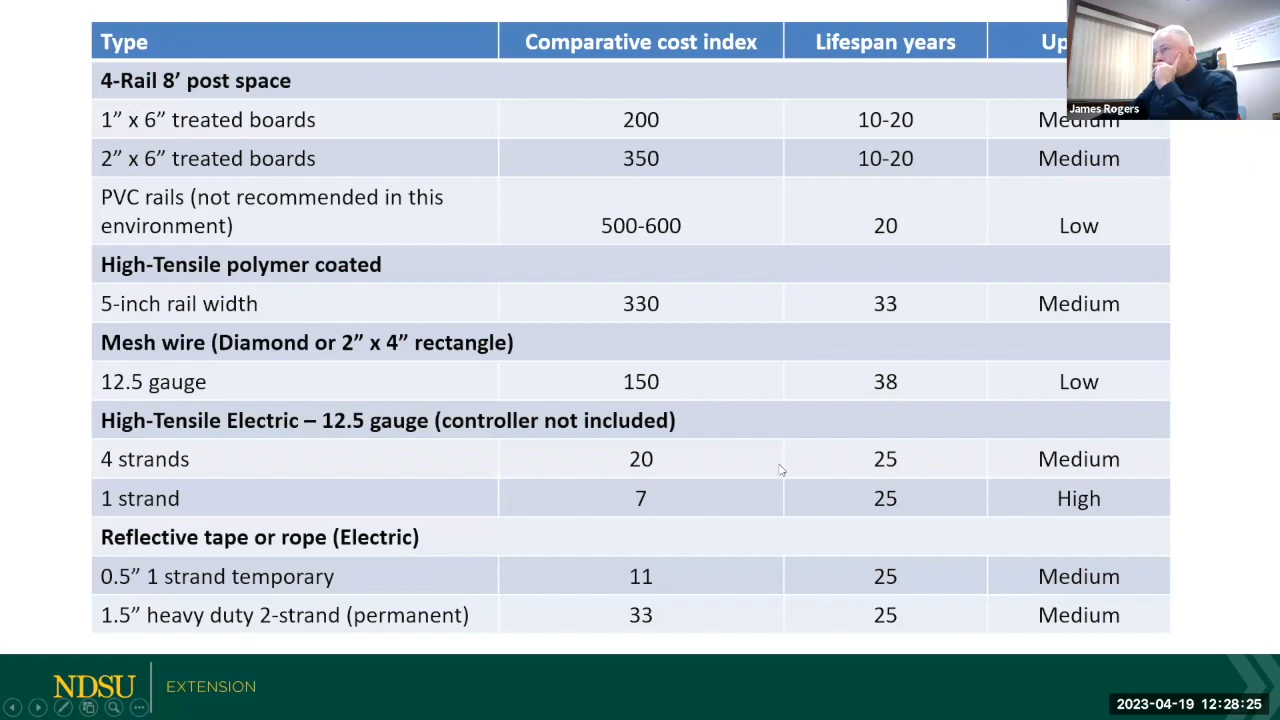 Type Comparative cost index Lifespan years Up
4-Rail 8’ post space
1” x 6” treated boards 200 10-20 Medium
2” x 6” treated boards 350 10-20 Medium
PVC rails (not recommended in this
environment) 500-600 20 Low
High-Tensile polymer coated
5-inch rail width 330 33 Medium
Mesh wire (Diamond or 2” x 4” rectangle)
12.5 gauge 150 38 Low
High-Tensile Electric – 12.5 gauge (controller not included)
4 strands 20 25 Medium
1 strand 7 25 High
Reflective tape or rope (Electric)
0.5” 1 strand temporary 11 25 Medium
1.5” heavy duty 2-strand (permanent) 33 25 Medium
James Rogers
NDSU EXTENSION
2023-04-19 12:28:25